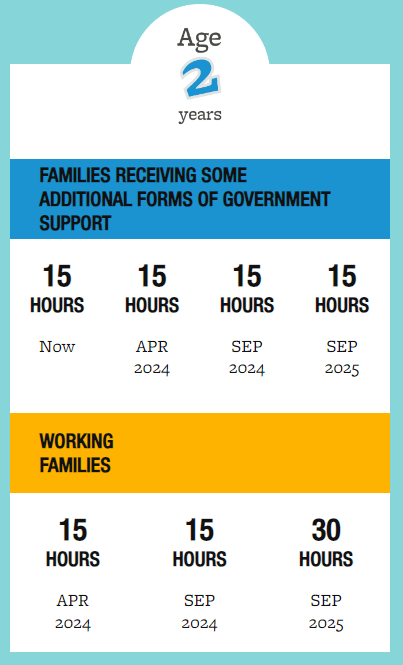 Age
2
years
FAMILIES RECEIVING SOME
ADDITIONAL FORMS OF GOVERNMENT
SUPPORT
15 15 15 15
HOURS HOURS HOURS HOURS
Now APR SEP SEP
2024 2024 2025
WORKING
FAMILIES
15 15 30
HOURS HOURS HOURS
APR SEP SEP
2024 2024 2025